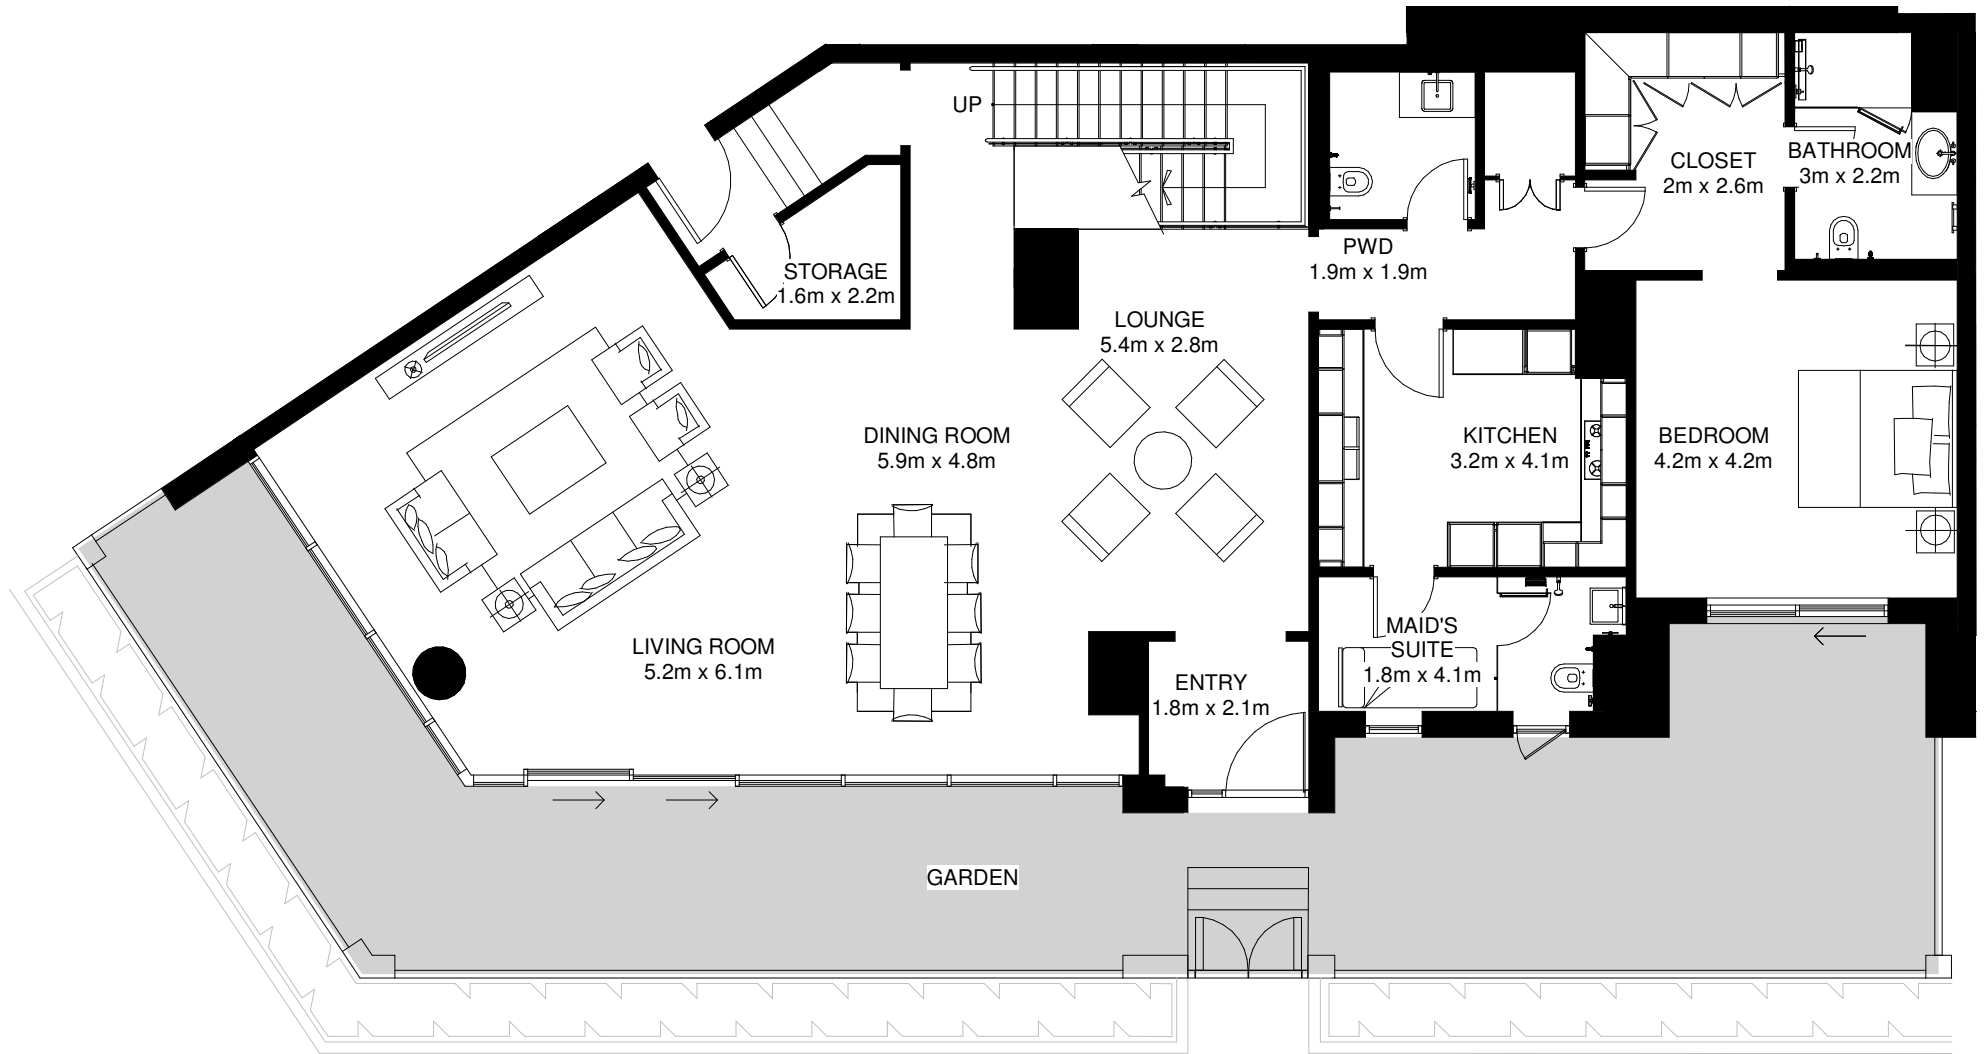 UP
CLOSET
2m x 2.6m
BATHROOM
3m x 2.2m
PWD
1.9m x 1.9m
STORAGE
1.6m x 2.2m
LOUNGE
5.4m x 2.8m
DINING ROOM
5.9m x 4.8m
KITCHEN
3.2m x 4.1m
BEDROOM
4.2m x 4.2m
LIVING ROOM
5.2m x 6.1m
ENTRY
1.8m x 2.1m
MAID'S
SUITE
1.8m x 4.1m
GARDEN